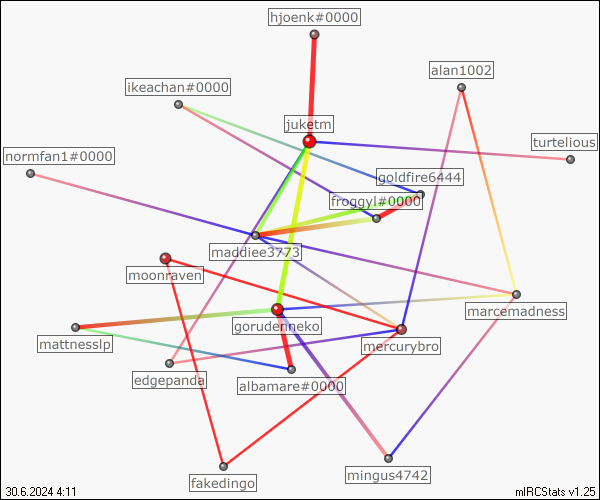 hjoenk#0000
alan1002
ikeachan#0000
juketm
turtelious
normfan1#0000
goldfire6444
froggyl#0000
maddiee3773
moonraven
marcemadness
gorudenneko
mercurybro
mattnesslp
edgepanda
albamare#0000
mingus4742
fakedingo
30.6.2024 4:11
mIRCStats v1.25